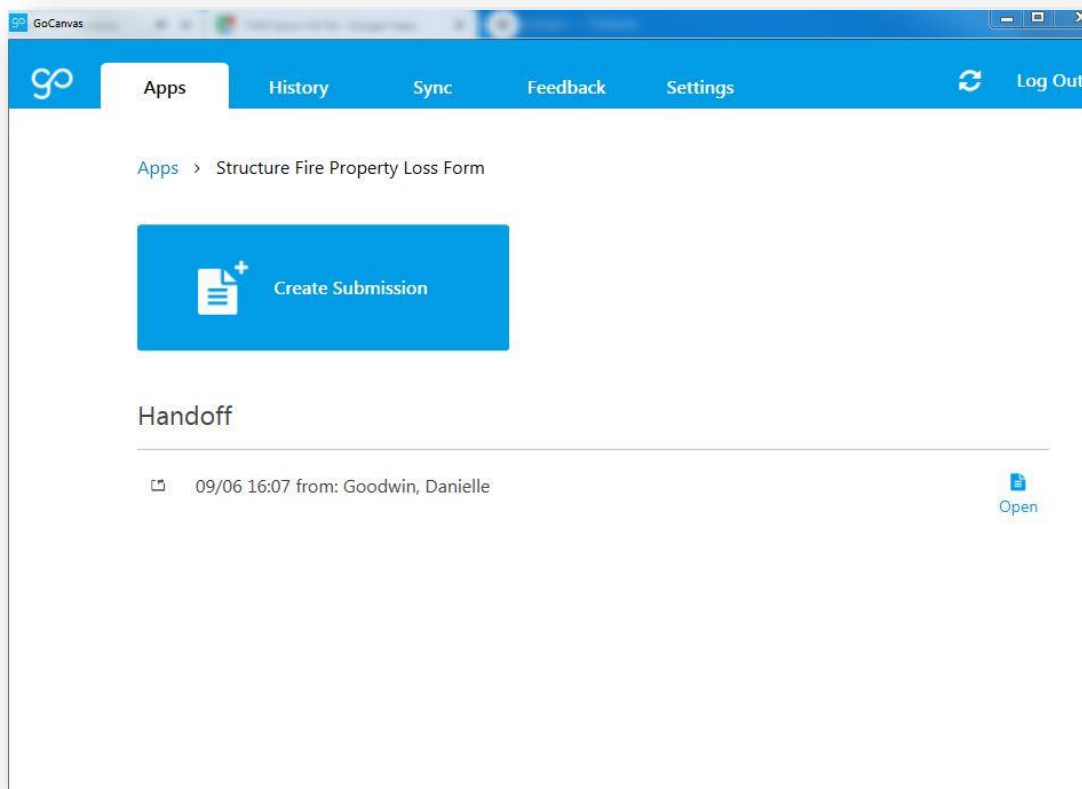 GoCanvas
go Apps History Sync Feedback Settings Log Out
Apps > Structure Fire Property Loss Form
Create Submission
Handoff
09/06 16:07 from: Goodwin, Danielle
Open